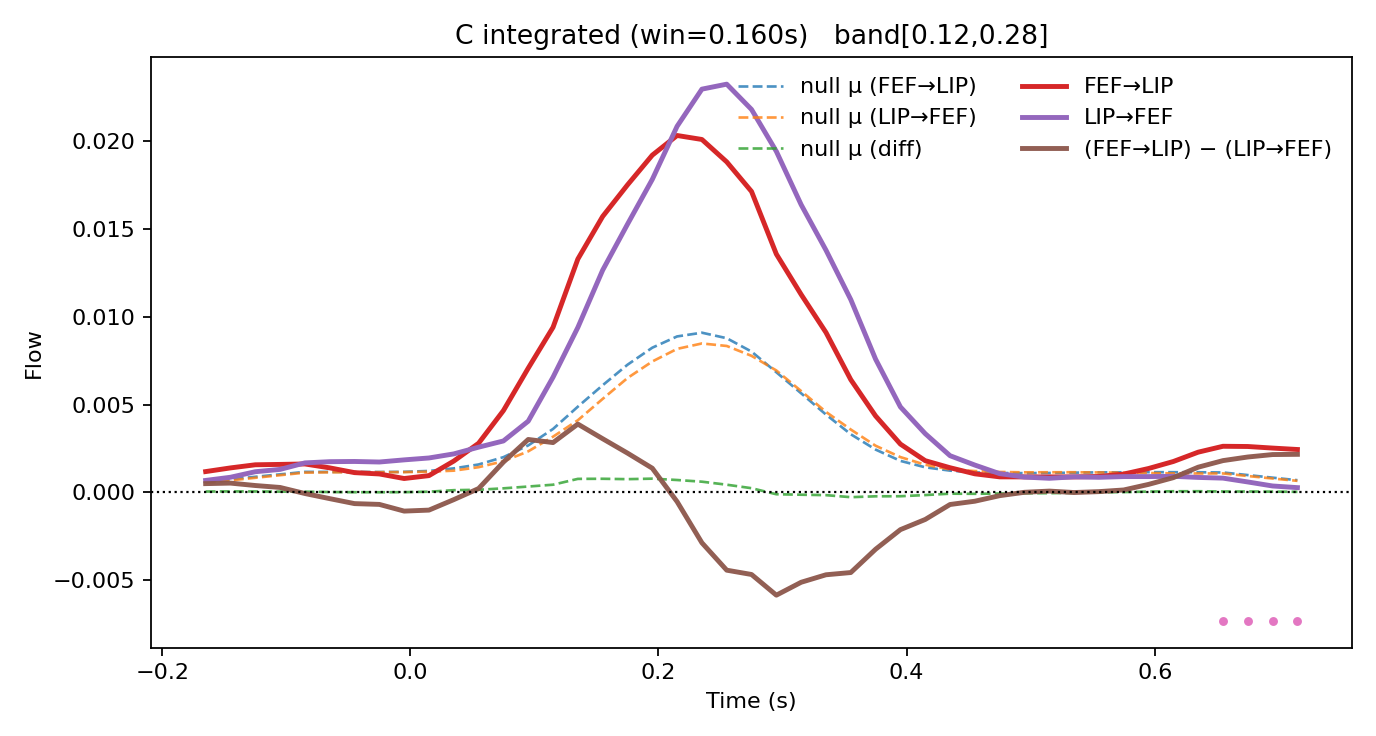 C integrated (win=0.160s)   band[0.12,0.28]
null μ (FEF→LIP)
null μ (LIP→FEF)
null μ (diff)
FEF→LIP
LIP→FEF
(FEF→LIP) − (LIP→FEF)
Flow
0.020
0.015
0.010
0.005
0.000
−0.005
−0.2
0.0
0.2
0.4
0.6
Time (s)